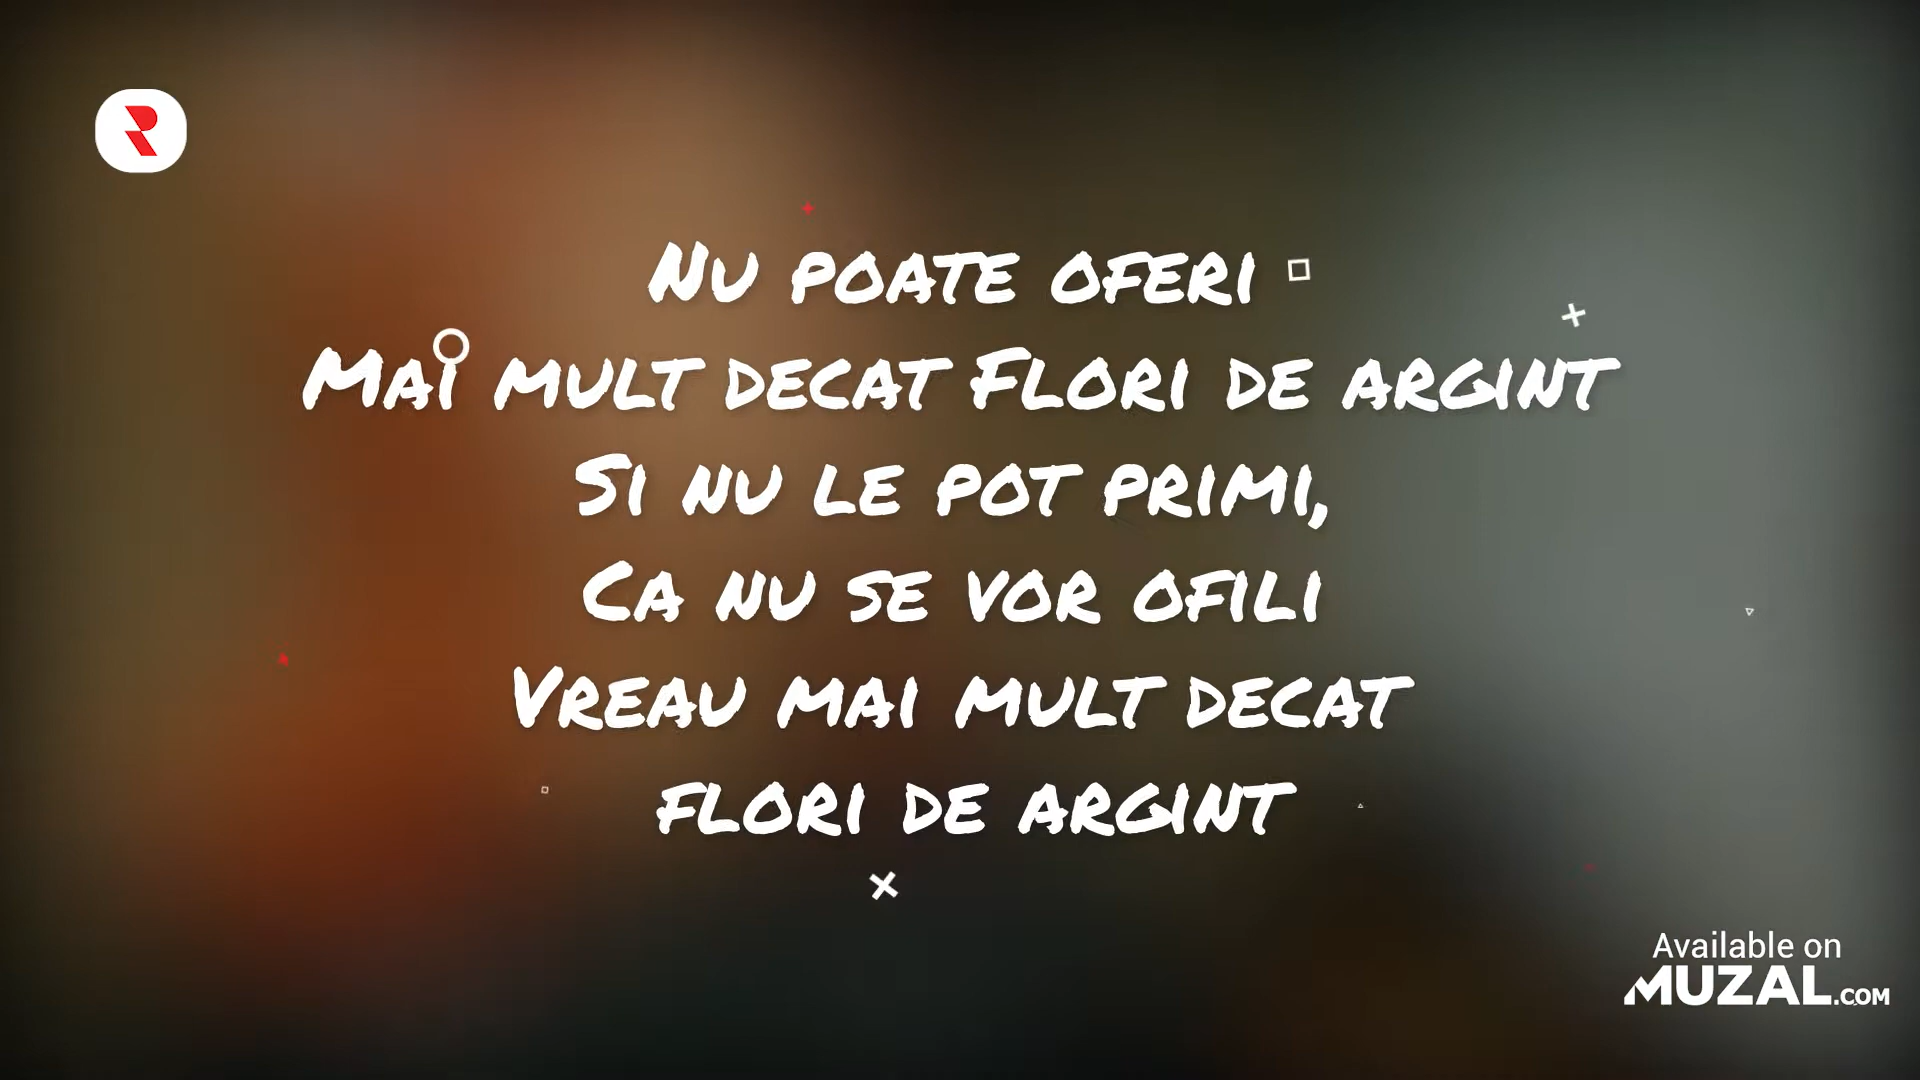 Nu poate oferi
Mai mult decat Flori de argint
Si nu le pot primi,
Ca nu se vor ofili
Vreau mai mult decat
flori de argint
Available on
MUZAL.COM